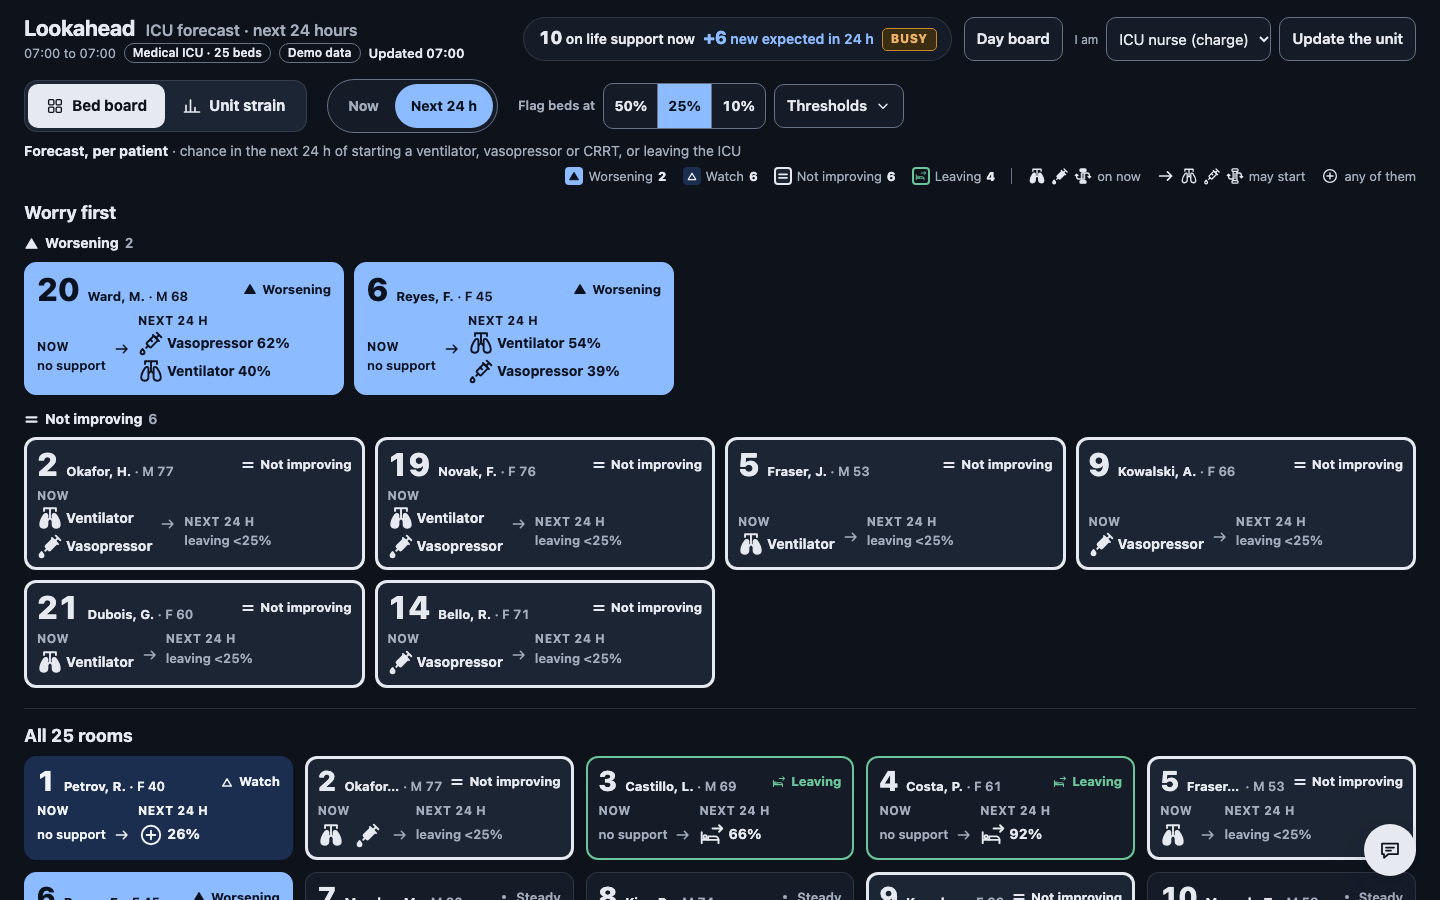 Lookahead ICU forecast · next 24 hours
07:00 to 07:00 Medical ICU · 25 beds Demo data Updated 07:00
10 on life support now +6 new expected in 24 h BUSY
Day board
I am ICU nurse (charge)
Update the unit
Bed board Unit strain
Now Next 24 h
Flag beds at 50% 25% 10%
Thresholds
Forecast, per patient · chance in the next 24 h of starting a ventilator, vasopressor or CRRT, or leaving the ICU
Worsening 2 Watch 6 Not improving 6 Leaving 4 on now → may start any of them
Worry first
Worsening 2
20 Ward, M. · M 68 Worsening
NEXT 24 H
NOW
no support
→
Vasopressor 62%
Ventilator 40%
6 Reyes, F. · F 45 Worsening
NEXT 24 H
NOW
no support
→
Ventilator 54%
Vasopressor 39%
Not improving 6
2 Okafor, H. · M 77 = Not improving
NOW
Ventilator
Vasopressor
→
NEXT 24 H
leaving <25%
19 Novak, F. · F 76 = Not improving
NOW
Ventilator
Vasopressor
→
NEXT 24 H
leaving <25%
5 Fraser, J. · M 53 = Not improving
NOW
Ventilator
→
NEXT 24 H
leaving <25%
9 Kowalski, A. · F 66 = Not improving
NOW
Vasopressor
→
NEXT 24 H
leaving <25%
21 Dubois, G. · F 60 = Not improving
NOW
Ventilator
→
NEXT 24 H
leaving <25%
14 Bello, R. · F 71 = Not improving
NOW
Vasopressor
→
NEXT 24 H
leaving <25%
All 25 rooms
1 Petrov, R. · F 40 Watch
NOW NEXT 24 H
no support → 26%
2 Okafor... · M 77 = Not improving
NOW NEXT 24 H
→ leaving <25%
3 Castillo, L. · M 69 Leaving
NOW NEXT 24 H
no support → 66%
4 Costa, P. · F 61 Leaving
NOW NEXT 24 H
no support → 92%
5 Fraser... · M 53 = Not improving
NOW NEXT 24 H
→ leaving <25%
6 Worsening
7 Steady
8 Steady
9 Not improving
10 Steady